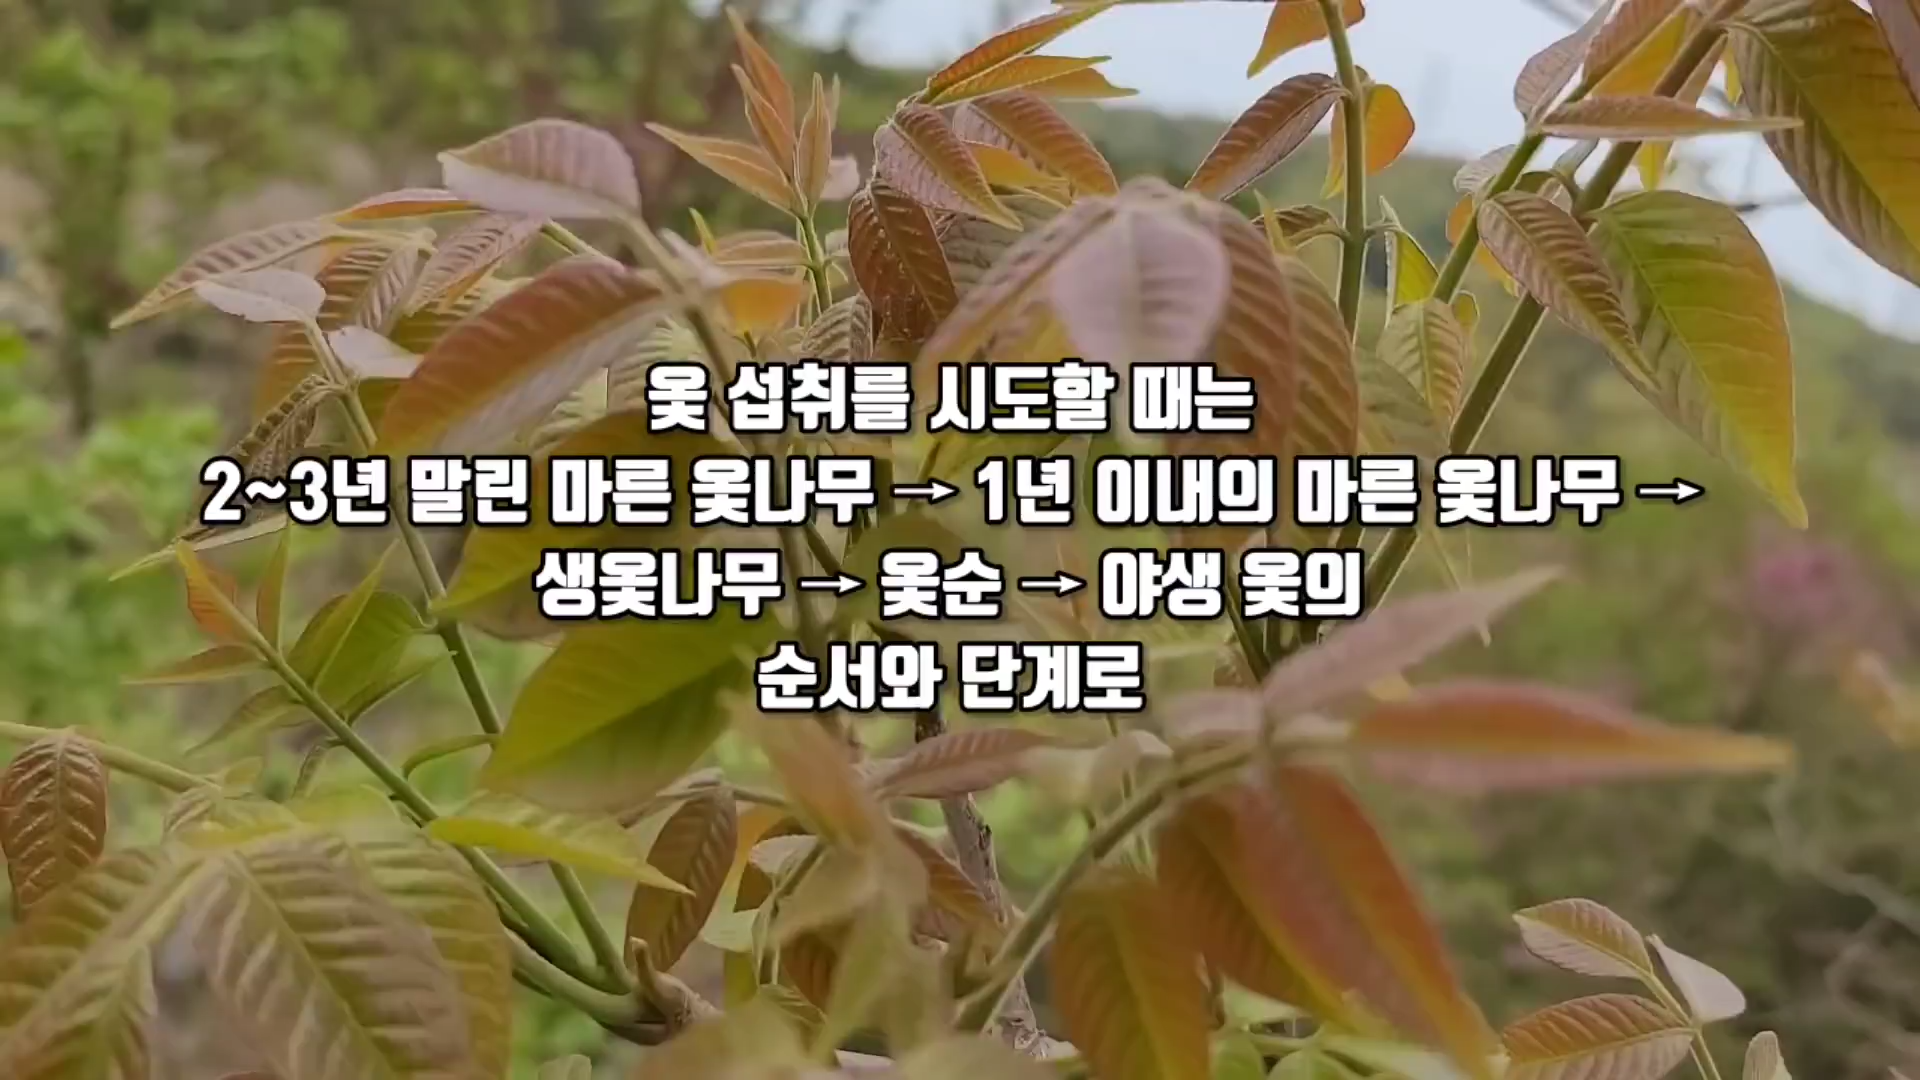 옻 섭취를 시도할 때는
2~3년 말린 마른 옻나무 → 1년 이내의 마른 옻나무 →
생옻나무 → 옻순 → 야생 옻의
순서와 단계로